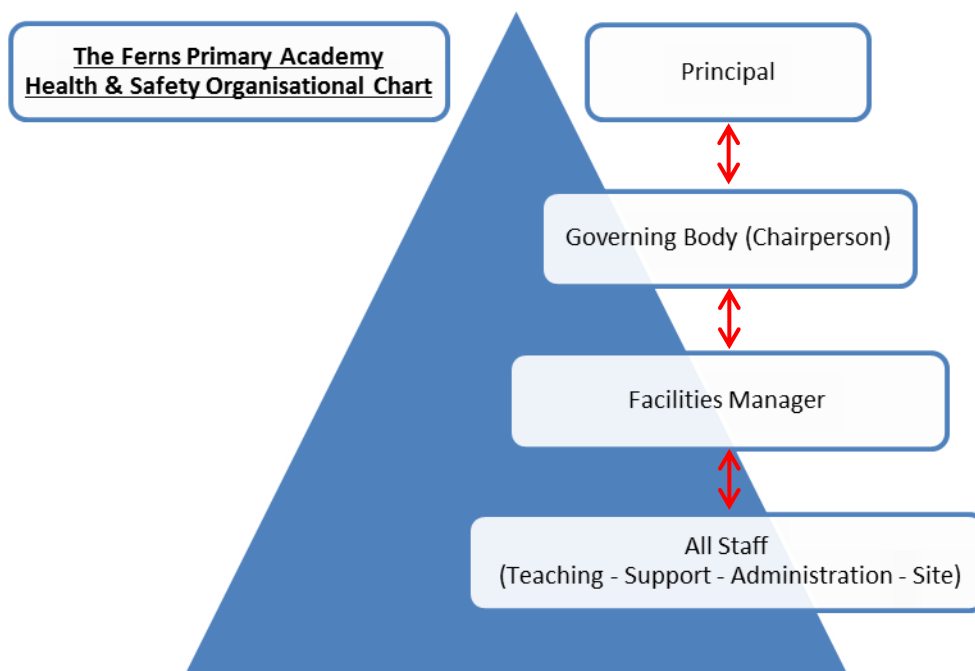 The Ferns Primary Academy
Health & Safety Organisational Chart
Principal
Governing Body (Chairperson)
Facilities Manager
All Staff
(Teaching - Support - Administration - Site)